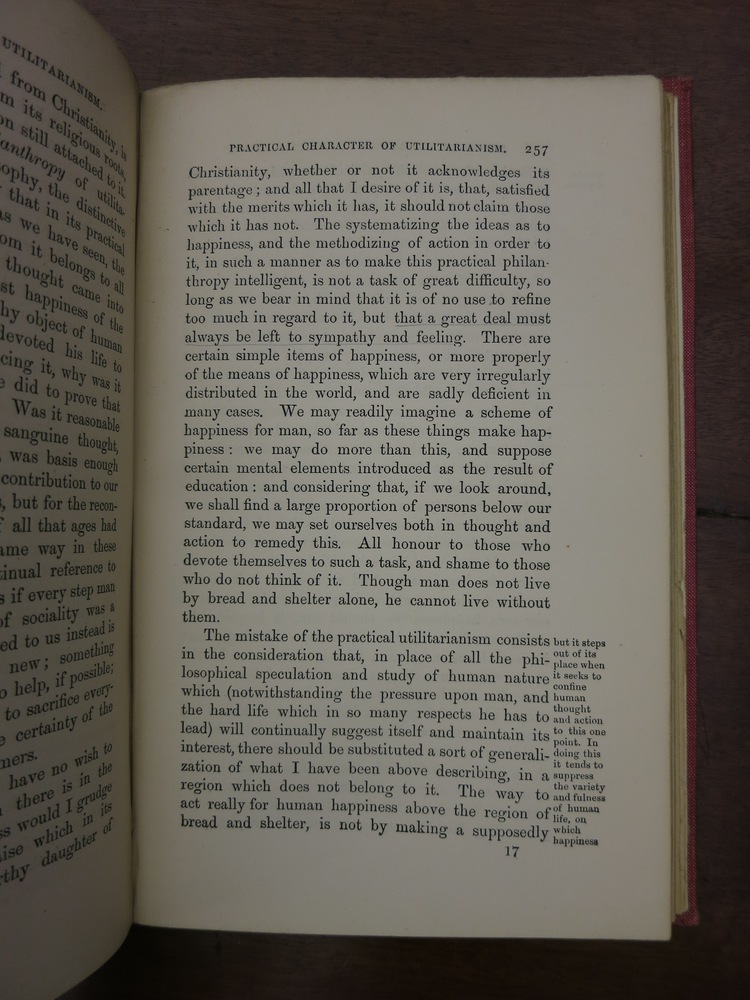 UTILITARIANISM.
from Christianity, is
its religious roots,
still attached to it.
anthropy of utilita-
sophy, the distinctive
that in its practical
as we have seen, the
om it belongs to all
thought came into
st happiness of the
hy object of human
devoted his life to
cing it, why was it
e did to prove that
Was it reasonable
sanguine thought,
was basis enough
contribution to our
s, but for the recon-
f all that ages had
ame way in these
tinual reference to
s if every step man
of sociality was a
ed to us instead is
new; something
o help, if possible;
to sacrifice every-
e certainty of the
mers.
have no wish to
there is in the
ss would I grudge
aise which in its
rthy daughter of
PRACTICAL CHARACTER OF UTILITARIANISM. 257
Christianity, whether or not it acknowledges its
parentage; and all that I desire of it is, that, satisfied
with the merits which it has, it should not claim those
which it has not. The systematizing the ideas as to
happiness, and the methodizing of action in order to
it, in such a manner as to make this practical philan-
thropy intelligent, is not a task of great difficulty, so
long as we bear in mind that it is of no use to refine
too much in regard to it, but that a great deal must
always be left to sympathy and feeling. There are
certain simple items of happiness, or more properly
of the means of happiness, which are very irregularly
distributed in the world, and are sadly deficient in
many cases. We may readily imagine a scheme of
happiness for man, so far as these things make hap-
piness: we may do more than this, and suppose
certain mental elements introduced as the result of
education: and considering that, if we look around,
we shall find a large proportion of persons below our
standard, we may set ourselves both in thought and
action to remedy this. All honour to those who
devote themselves to such a task, and shame to those
who do not think of it. Though man does not live
by bread and shelter alone, he cannot live without
them.
The mistake of the practical utilitarianism consists
in the consideration that, in place of all the phi-
losophical speculation and study of human nature
which (notwithstanding the pressure upon man, and
the hard life which in so many respects he has to
lead) will continually suggest itself and maintain its
interest, there should be substituted a sort of generali-
zation of what I have been above describing, in a
region which does not belong to it. The way to
act really for human happiness above the region of
bread and shelter, is not by making a supposedly
but it steps
out of its
place when
it seeks to
confine
human
thought
and action
to this one
point. In
doing this
it tends to
suppress
the variety
and fulness
of human
life, on
which
happiness
17